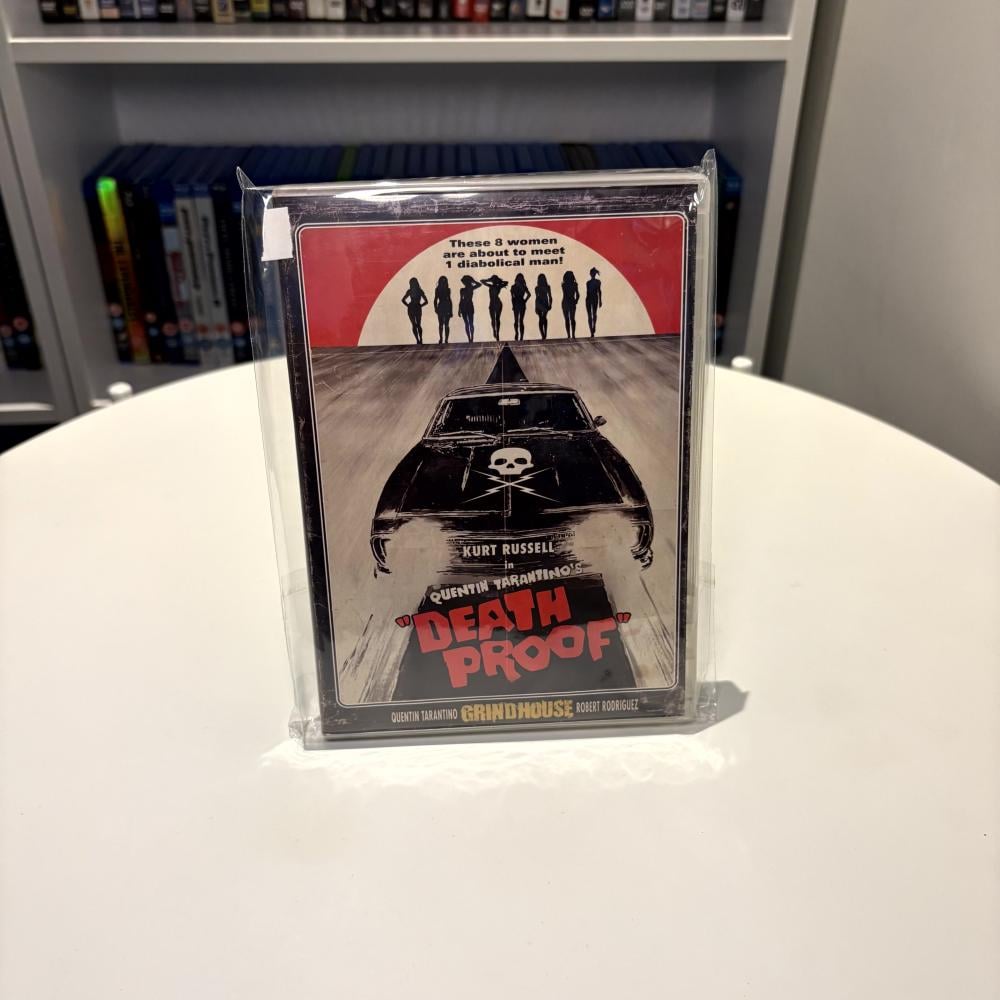 These 8 women
are about to meet
1 diabolical man!
KURT RUSSELL
in
QUENTIN TARANTINO'S
"DEATH
PROOF"
QUENTIN TARANTINO GRINDHOUSE ROBERT RODRIGUEZ